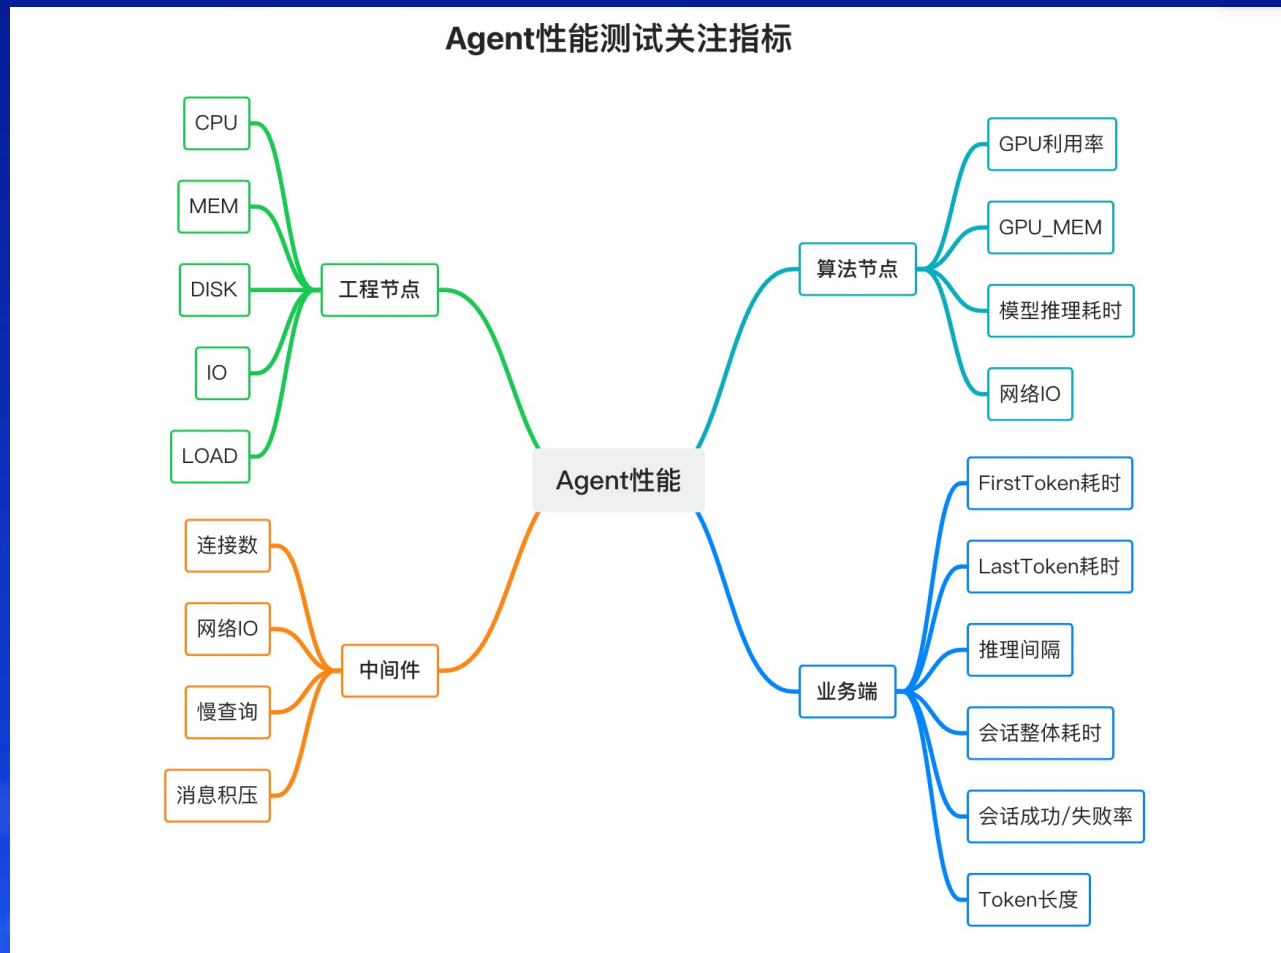 Agent性能测试关注指标
CPU
MEM
DISK
IO
LOAD
工程节点
连接数
网络IO
慢查询
消息积压
中间件
Agent性能
算法节点
GPU利用率
GPU_MEM
模型推理耗时
网络IO
业务端
FirstToken耗时
LastToken耗时
推理间隔
会话整体耗时
会话成功/失败率
Token长度